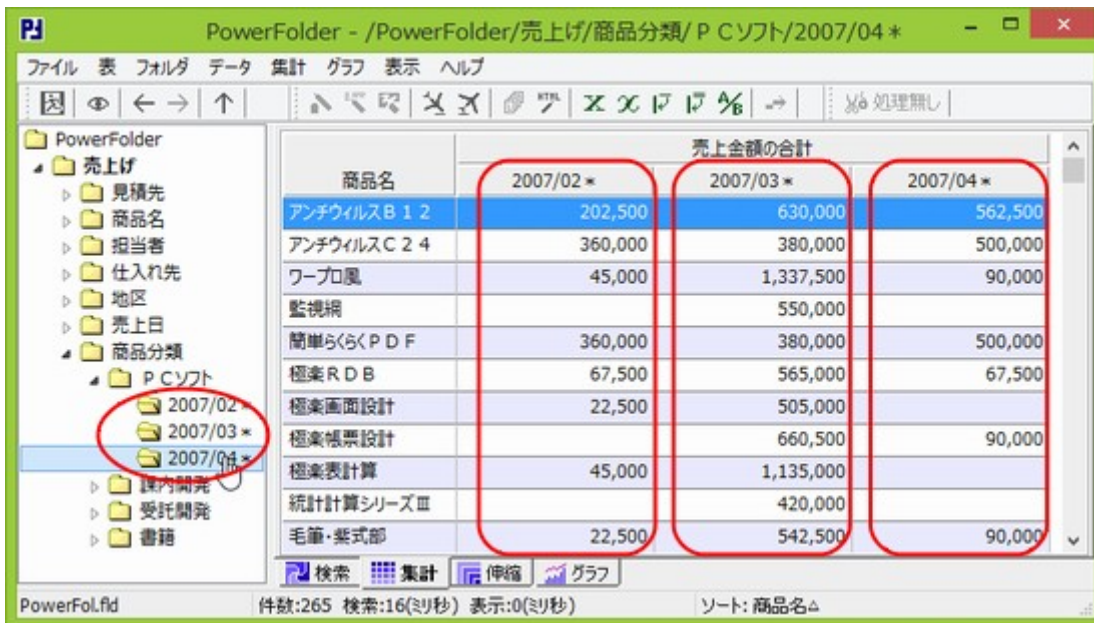 PowerFolder - /PowerFolder/売上げ/商品分類/ＰＣソフト/2007/04＊
ファイル 表 フォルダ データ 集計 グラフ 表示 ヘルプ
処理無し
PowerFolder
売上げ
見積先
商品名
担当者
仕入れ先
地区
売上日
商品分類
ＰＣソフト
2007/02＊
2007/03＊
2007/04＊
課内開発
受託開発
書籍
売上金額の合計
商品名 2007/02＊ 2007/03＊ 2007/04＊
アンチウィルスＢ１２ 202,500 630,000 562,500
アンチウィルスＣ２４ 360,000 380,000 500,000
ワープロ風 45,000 1,337,500 90,000
監視網 550,000
簡単らくらくＰＤＦ 360,000 380,000 500,000
極楽ＲＤＢ 67,500 565,000 67,500
極楽画面設計 22,500 505,000
極楽帳票設計 660,500 90,000
極楽表計算 45,000 1,135,000
統計計算シリーズⅢ 420,000
毛筆・紫式部 22,500 542,500 90,000
検索 集計 伸縮 グラフ
PowerFol.fld 件数:265 検索:16(ミリ秒) 表示:0(ミリ秒) ソート: 商品名△